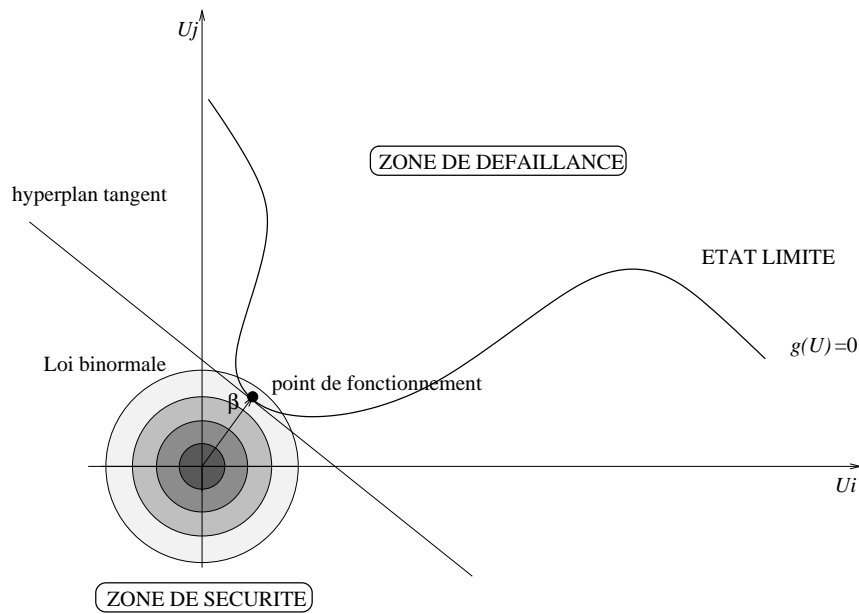 Uj
ZONE DE DEFAILLANCE
hyperplan tangent
ETAT LIMITE
g(U)=0
Loi binormale
point de fonctionnement
β
Ui
ZONE DE SECURITE